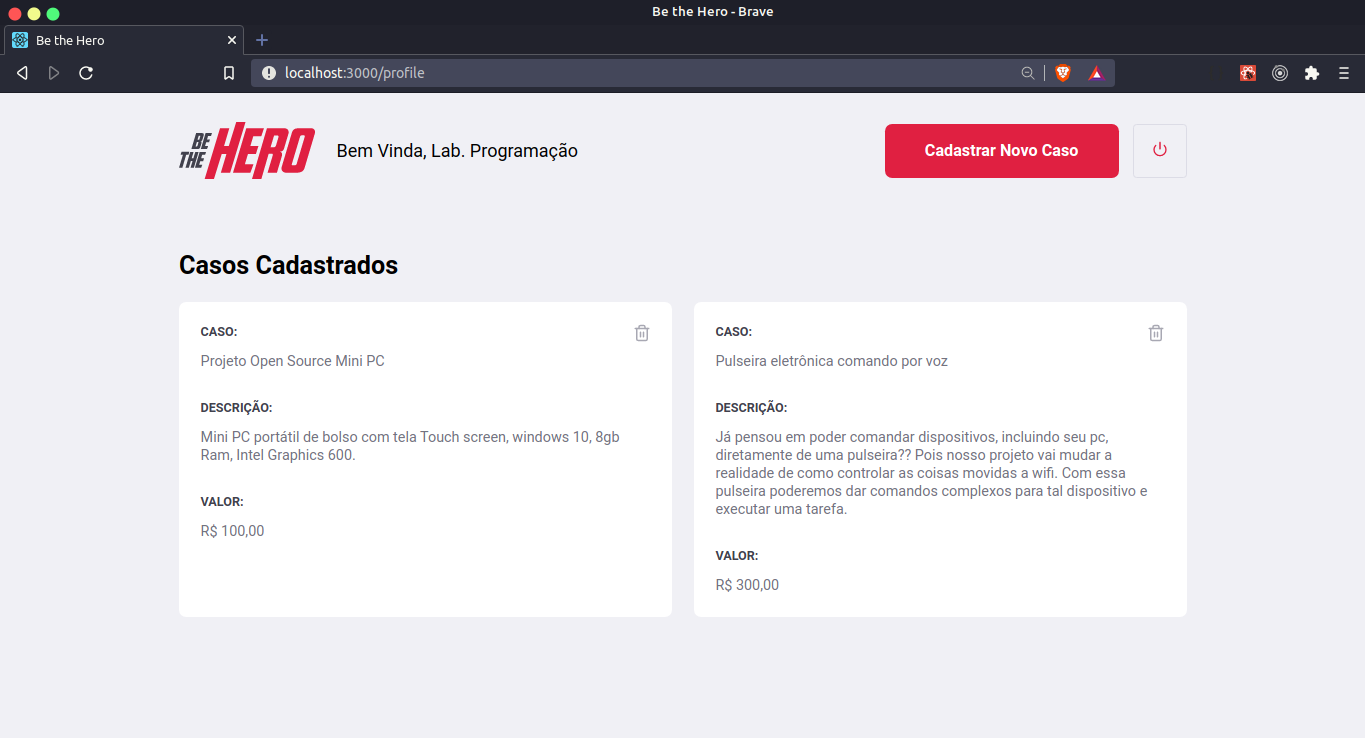 Be the Hero - Brave
Be the Hero
localhost:3000/profile
BE THE HERO
Bem Vinda, Lab. Programação
Cadastrar Novo Caso
Casos Cadastrados
CASO:
Projeto Open Source Mini PC
DESCRIÇÃO:
Mini PC portátil de bolso com tela Touch screen, windows 10, 8gb
Ram, Intel Graphics 600.
VALOR:
R$ 100,00
CASO:
Pulseira eletrônica comando por voz
DESCRIÇÃO:
Já pensou em poder comandar dispositivos, incluindo seu pc,
diretamente de uma pulseira?? Pois nosso projeto vai mudar a
realidade de como controlar as coisas movidas a wifi. Com essa
pulseira poderemos dar comandos complexos para tal dispositivo e
executar uma tarefa.
VALOR:
R$ 300,00